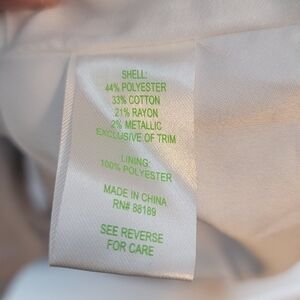 SHELL:
44% POLYESTER
33% COTTON
21% RAYON
2% METALLIC
EXCLUSIVE OF TRIM
LINING:
100% POLYESTER
MADE IN CHINA
RN# 88189
SEE REVERSE
FOR CARE